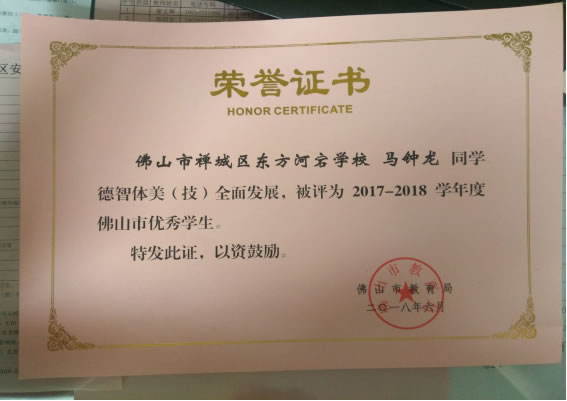 荣誉证书
HONOR CERTIFICATE
佛山市禅城区东方河宕学校 马钟龙 同学
德智体美（技）全面发展，被评为 2017-2018 学年度
佛山市优秀学生。
特发此证，以资鼓励。
佛山市教育局
二〇一八年六月
区安